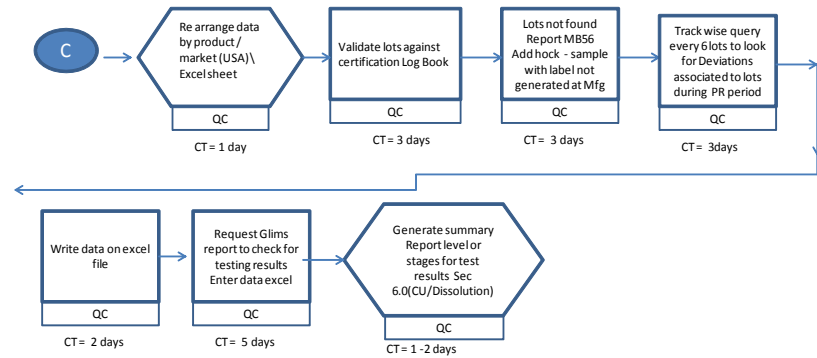 C
Re arrange data
by product /
market (USA)\
Excel sheet
QC
CT = 1 day
Validate lots against
certification Log Book
QC
CT = 3 days
Lots not found
Report MB56
Add hock - sample
with label not
generated at Mfg
QC
CT = 3 days
Track wise query
every 6 lots to look
for Deviations
associated to lots
during PR period
QC
CT = 3days
Write data on excel
file
QC
CT = 2 days
Request Glims
report to check for
testing results
Enter data excel
QC
CT = 5 days
Generate summary
Report level or
stages for test
results Sec
6.0(CU/Dissolution)
QC
CT = 1 -2 days